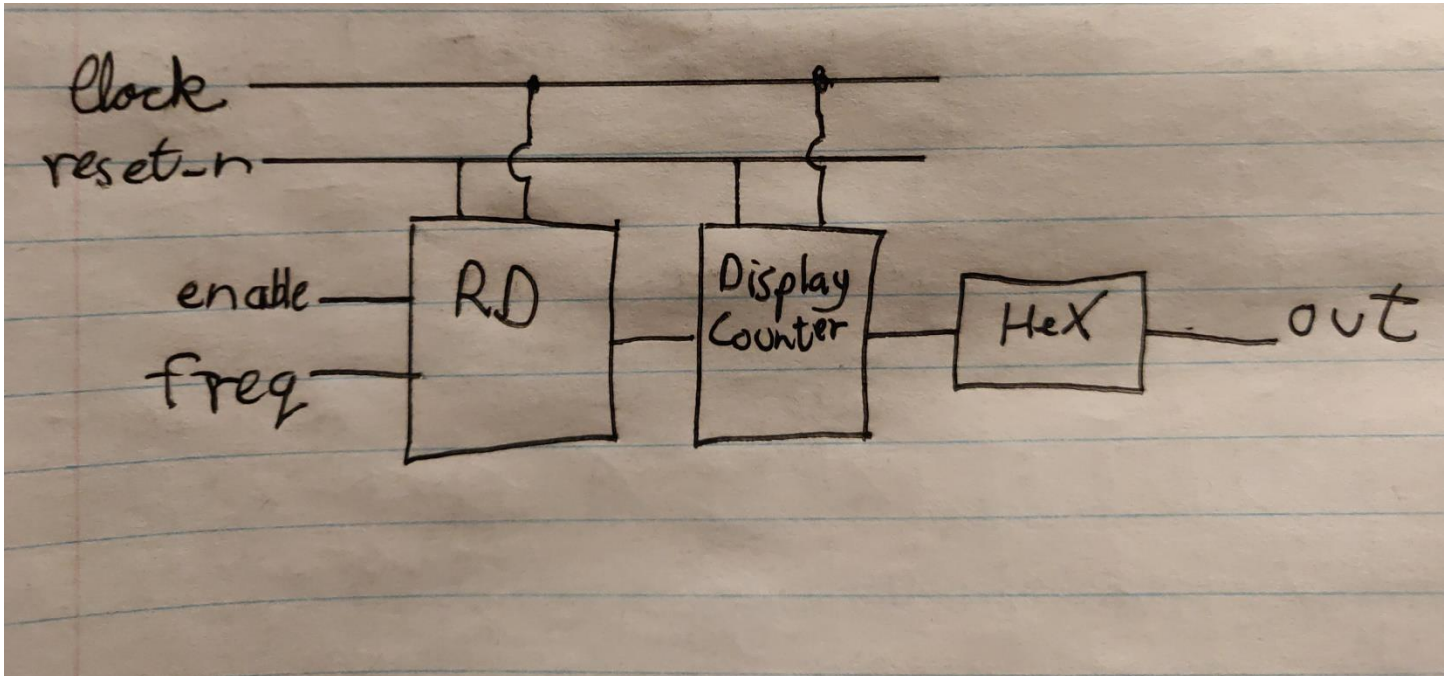 Clock
reset_n
enable
freq
RD
Display
Counter
HeX
out